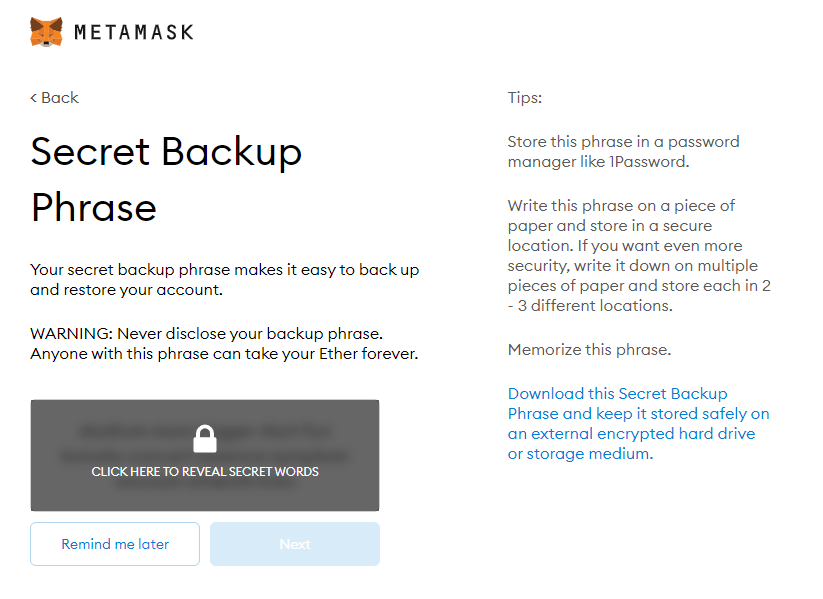 METAMASK
< Back
Secret Backup
Phrase
Your secret backup phrase makes it easy to back up
and restore your account.
WARNING: Never disclose your backup phrase.
Anyone with this phrase can take your Ether forever.
CLICK HERE TO REVEAL SECRET WORDS
Remind me later
Next
Tips:
Store this phrase in a password
manager like 1Password.
Write this phrase on a piece of
paper and store in a secure
location. If you want even more
security, write it down on multiple
pieces of paper and store each in 2
- 3 different locations.
Memorize this phrase.
Download this Secret Backup
Phrase and keep it stored safely on
an external encrypted hard drive
or storage medium.